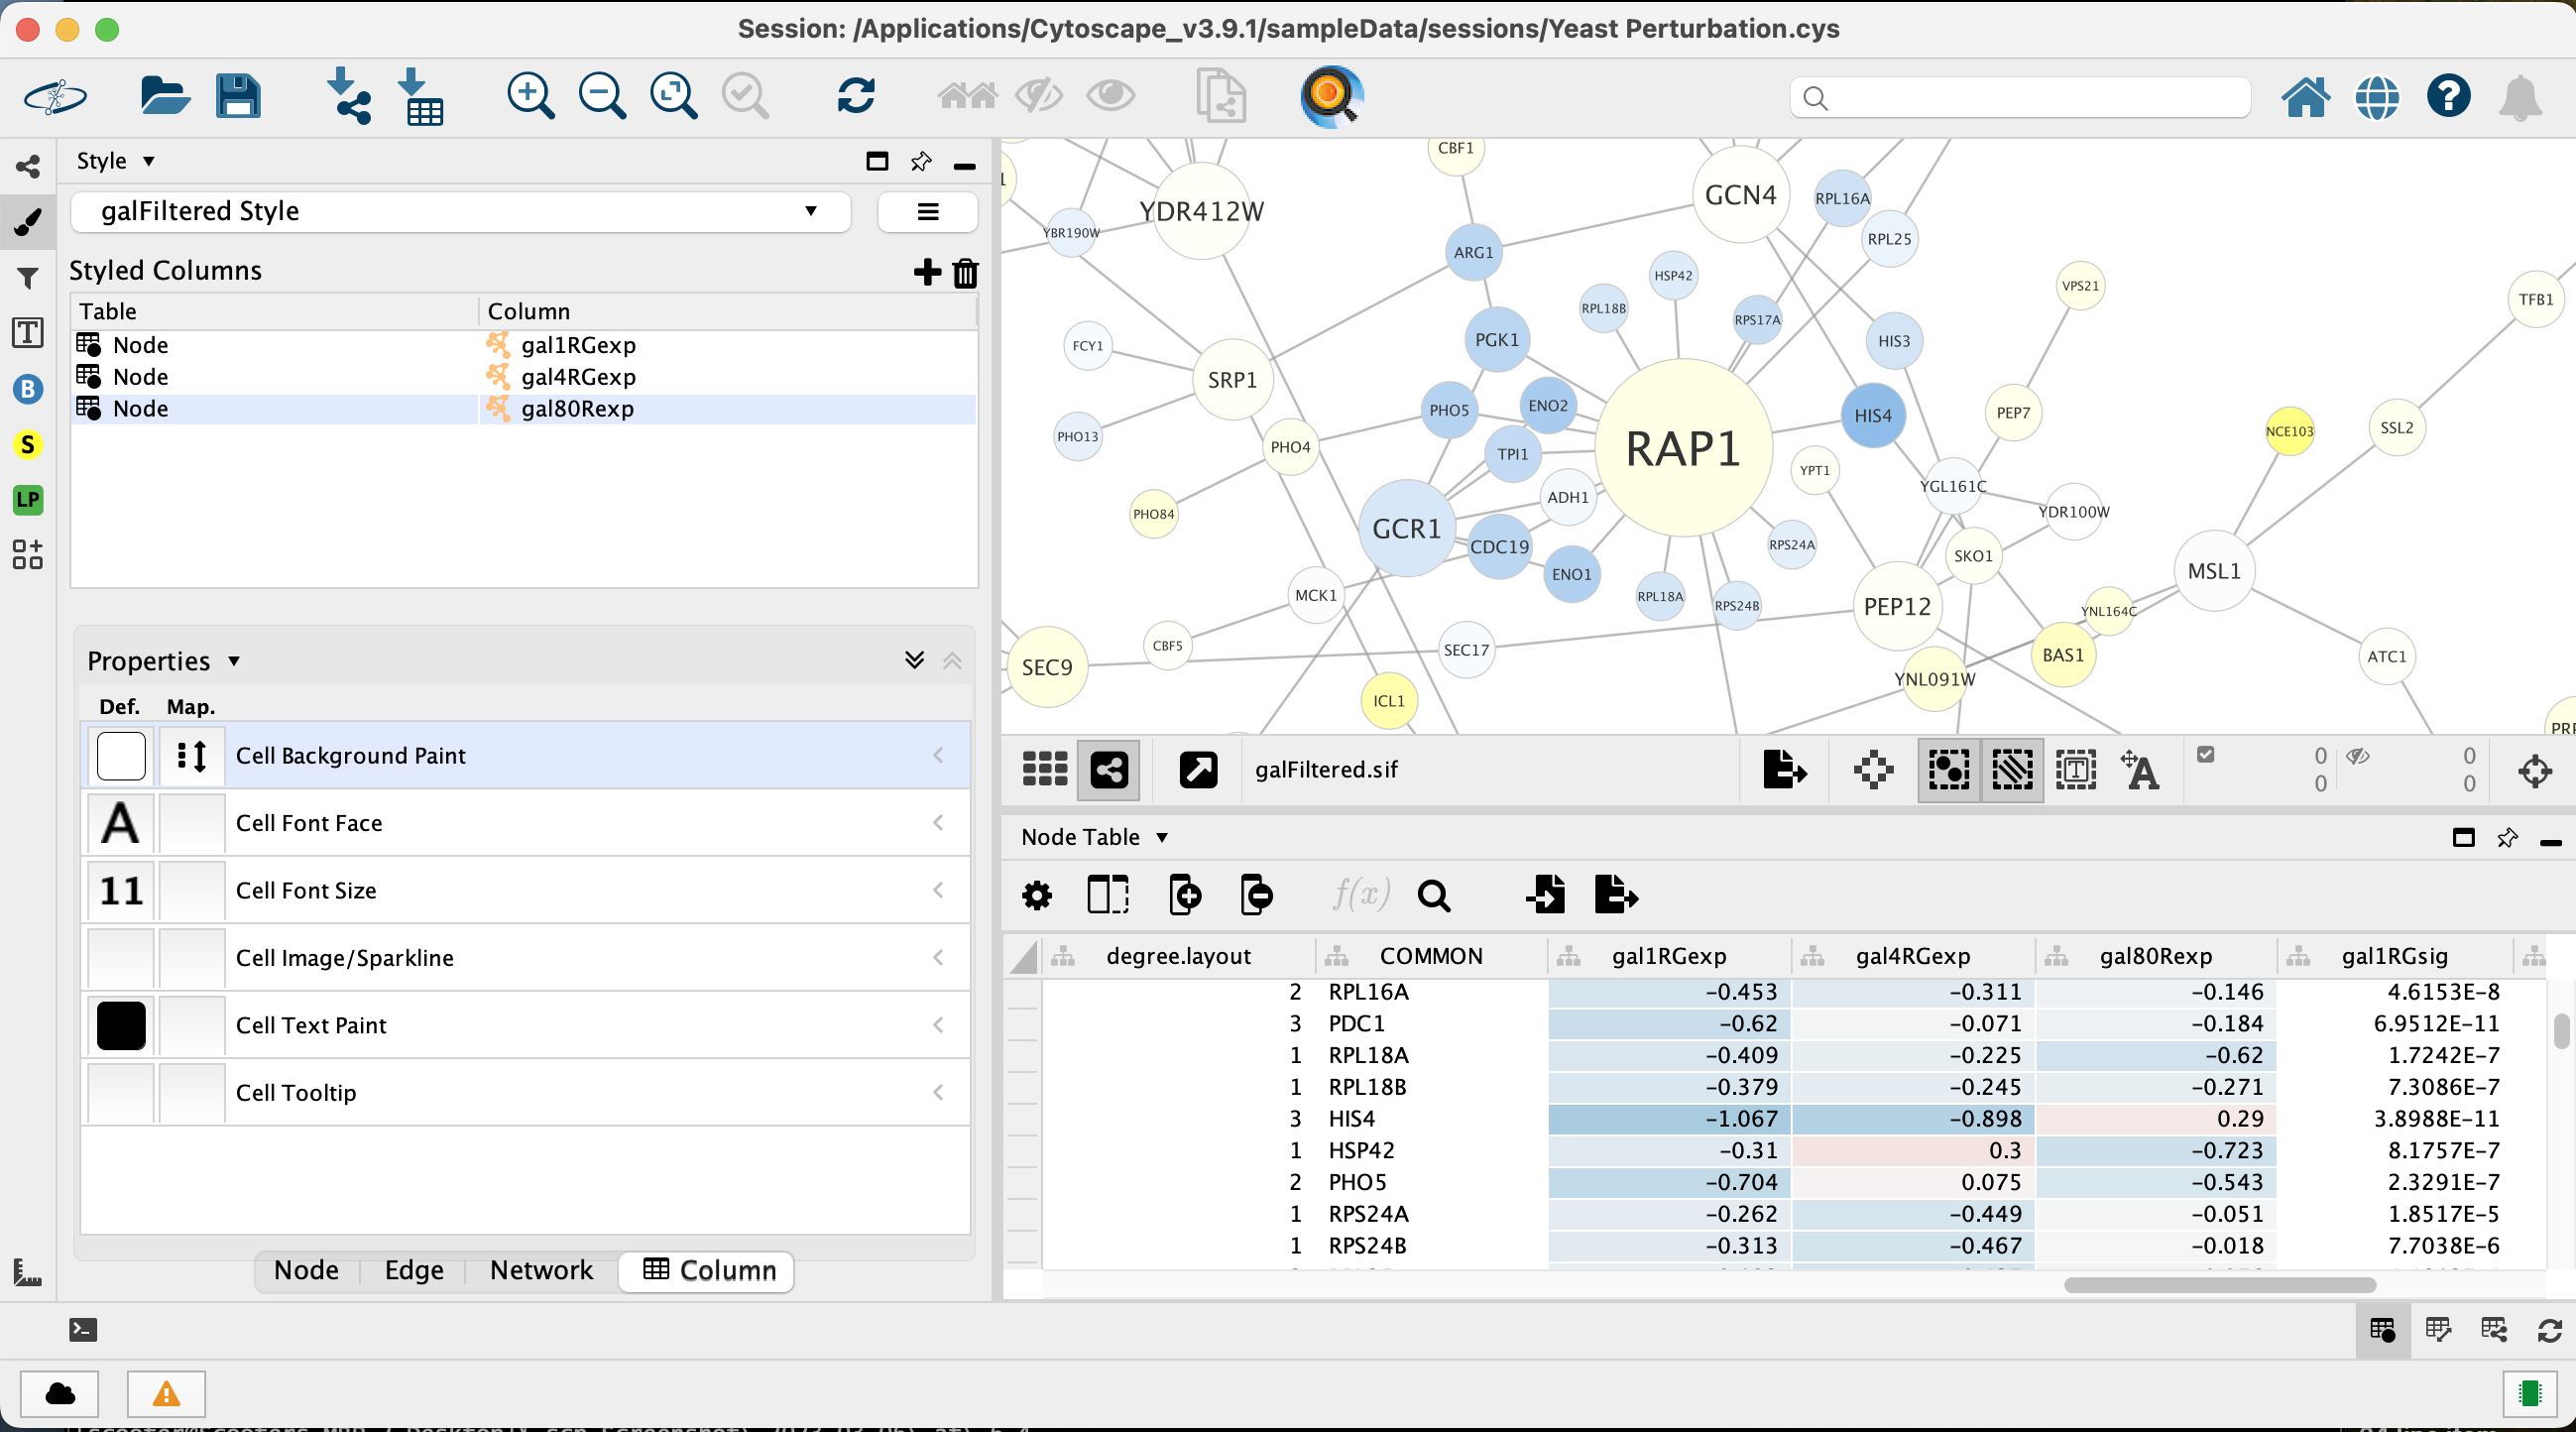 Session: /Applications/Cytoscape_v3.9.1/sampleData/sessions/Yeast Perturbation.cys
Style
galFiltered Style
Styled Columns
Table Column
Node gal1RGexp
Node gal4RGexp
Node gal80Rexp
B
S
LP
Properties
Def. Map.
Cell Background Paint
A Cell Font Face
11 Cell Font Size
Cell Image/Sparkline
Cell Text Paint
Cell Tooltip
Node Edge Network Column
CBF1
YDR412W
GCN4
RPL16A
YBR190W
RPL25
ARG1
HSP42
VPS21
TFB1
RPL18B
RPS17A
FCY1
PGK1
HIS3
SRP1
PHO5
ENO2
HIS4
PEP7
NCE103
SSL2
PHO13
PHO4
TPI1
RAP1
YPT1
YGL161C
ADH1
PHO84
GCR1
YDR100W
CDC19
RPS24A
SKO1
ENO1
MSL1
MCK1
RPL18A
RPS24B
PEP12
YNL164C
CBF5
SEC17
SEC9
BAS1
ATC1
YNL091W
ICL1
galFiltered.sif
0 0
0 0
Node Table
f(x)
degree.layout COMMON gal1RGexp gal4RGexp gal80Rexp gal1RGsig
2 RPL16A -0.453 -0.311 -0.146 4.6153E-8
3 PDC1 -0.62 -0.071 -0.184 6.9512E-11
1 RPL18A -0.409 -0.225 -0.62 1.7242E-7
1 RPL18B -0.379 -0.245 -0.271 7.3086E-7
3 HIS4 -1.067 -0.898 0.29 3.8988E-11
1 HSP42 -0.31 0.3 -0.723 8.1757E-7
2 PHO5 -0.704 0.075 -0.543 2.3291E-7
1 RPS24A -0.262 -0.449 -0.051 1.8517E-5
1 RPS24B -0.313 -0.467 -0.018 7.7038E-6